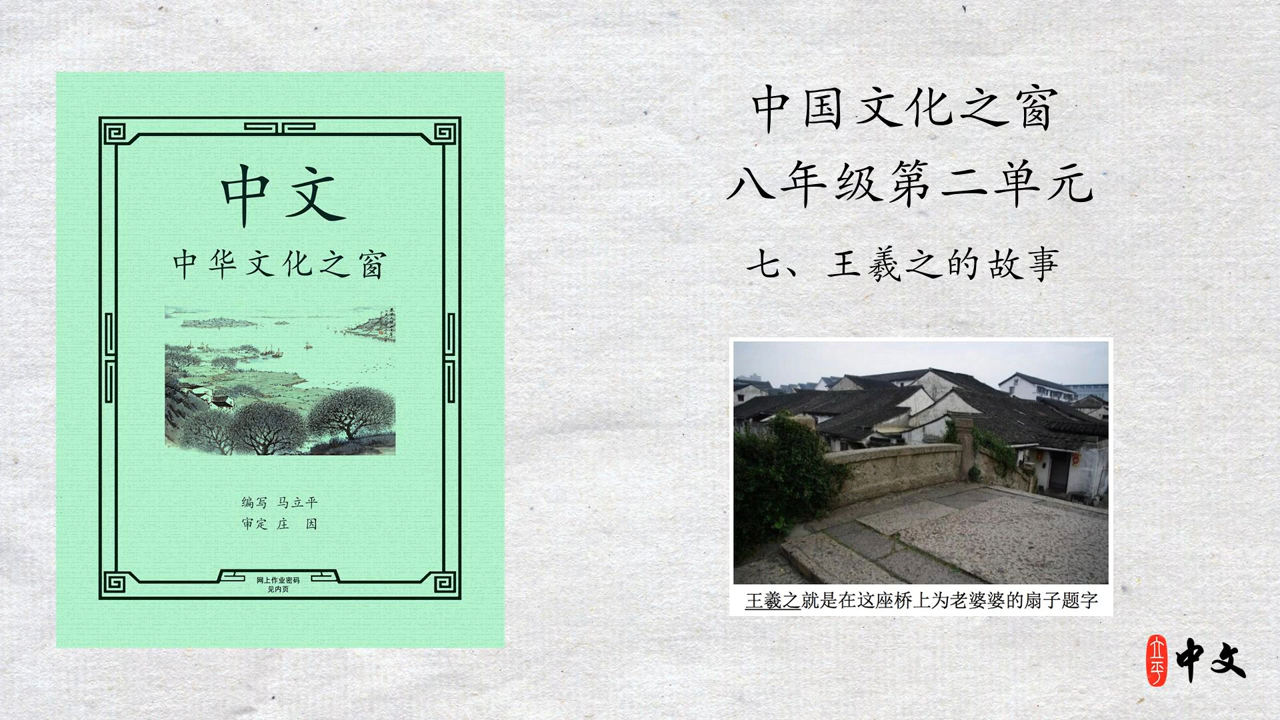 中文
中华文化之窗
编写 马立平
审定 庄 因
网上作业密码
见内页
中国文化之窗
八年级第二单元
七、王羲之的故事
王羲之就是在这座桥上为老婆婆的扇子题字
立平
中文